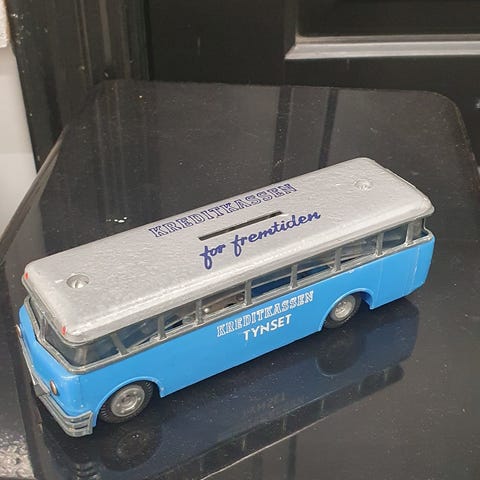 KREDITKASSEN
for fremtiden
KREDITKASSEN
TYNSET